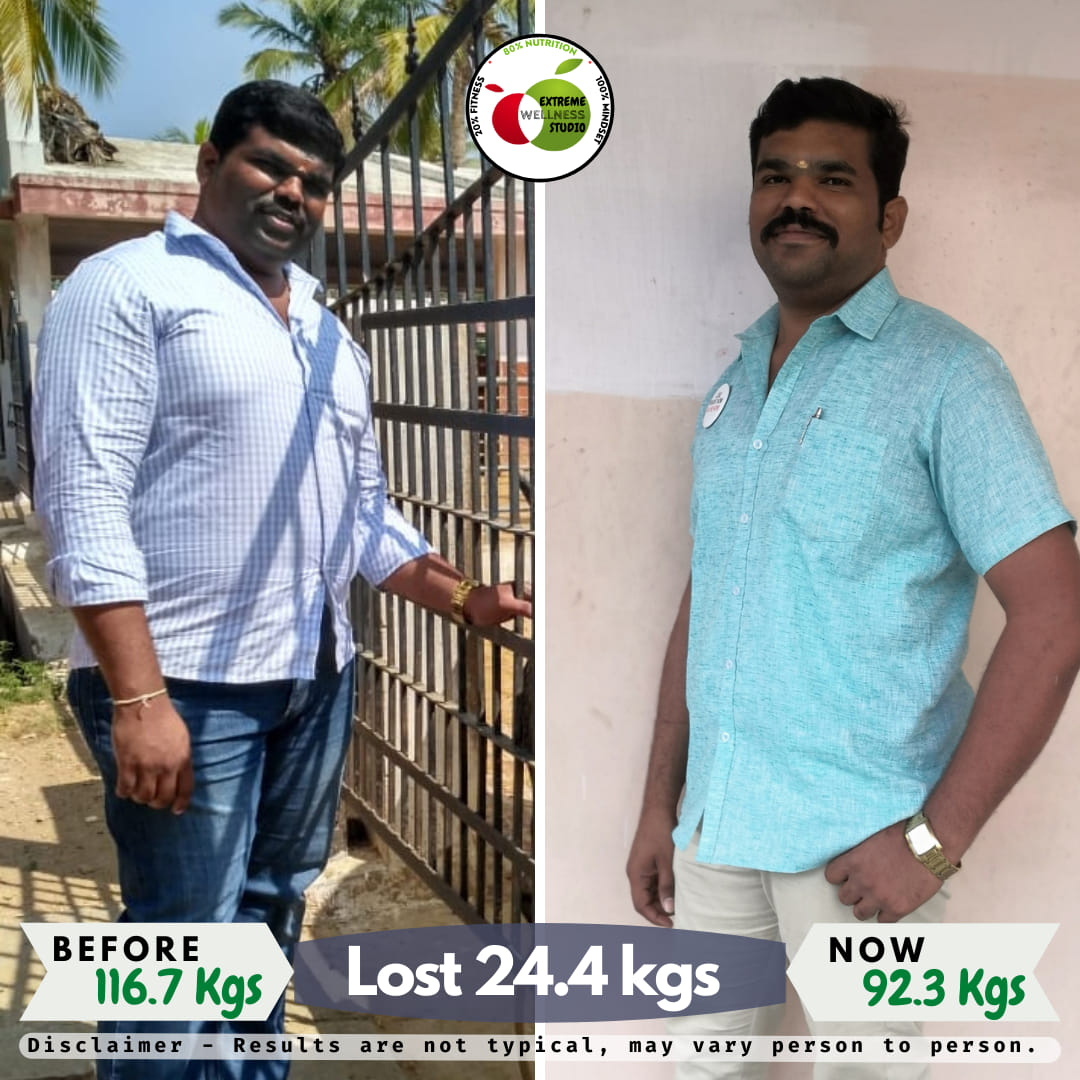 80% NUTRITION
20% FITNESS
100% MINDSET
EXTREME
WELLNESS
STUDIO
BEFORE
116.7 Kgs
Lost 24.4 kgs
NOW
92.3 Kgs
Disclaimer - Results are not typical, may vary person to person.